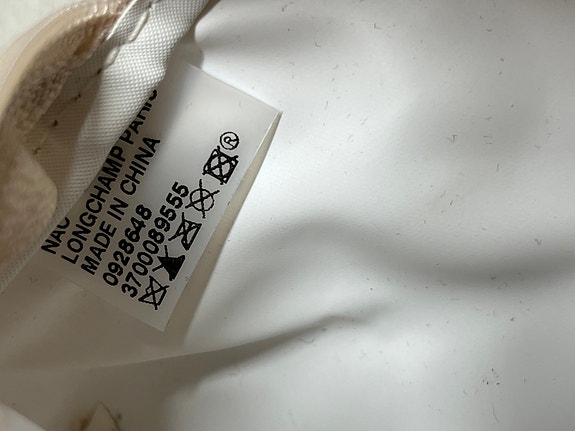 LONGCHAMP PARIS
MADE IN CHINA
0928648
3700089555
®